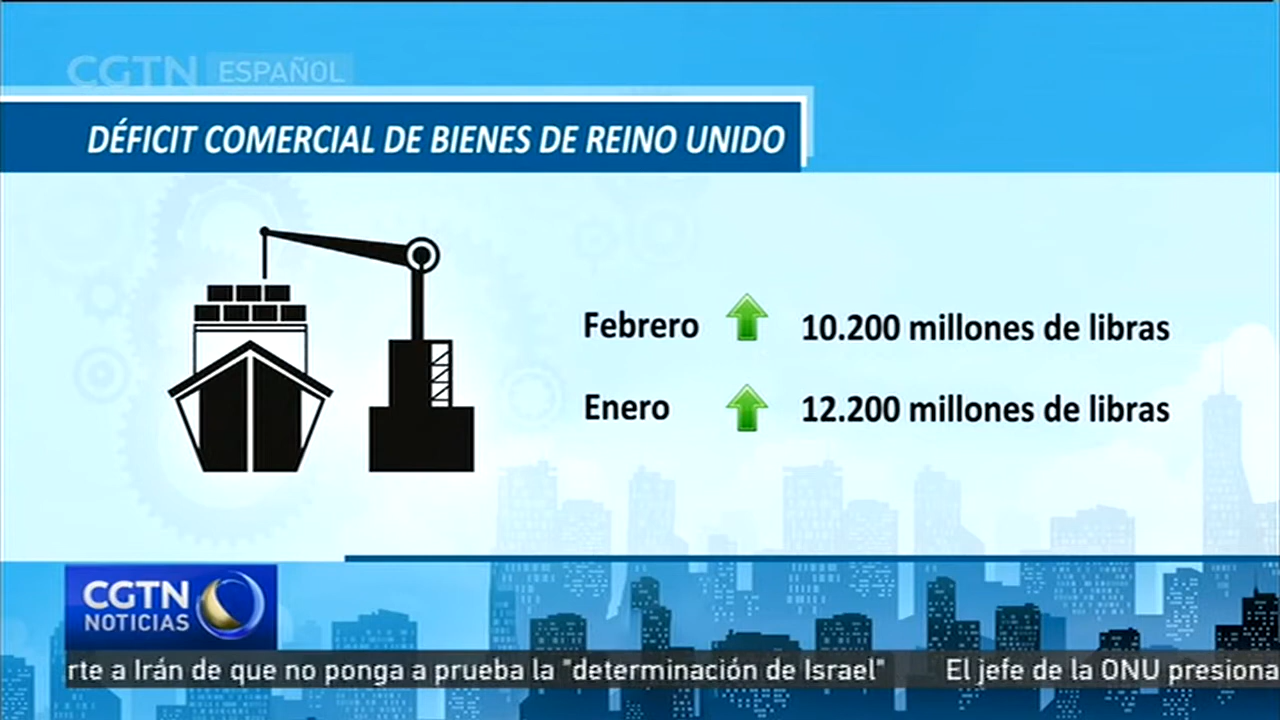 CGTN ESPAÑOL
DÉFICIT COMERCIAL DE BIENES DE REINO UNIDO
Febrero 10.200 millones de libras
Enero 12.200 millones de libras
CGTN
NOTICIAS
rte a Irán de que no ponga a prueba la "determinación de Israel" El jefe de la ONU presiona